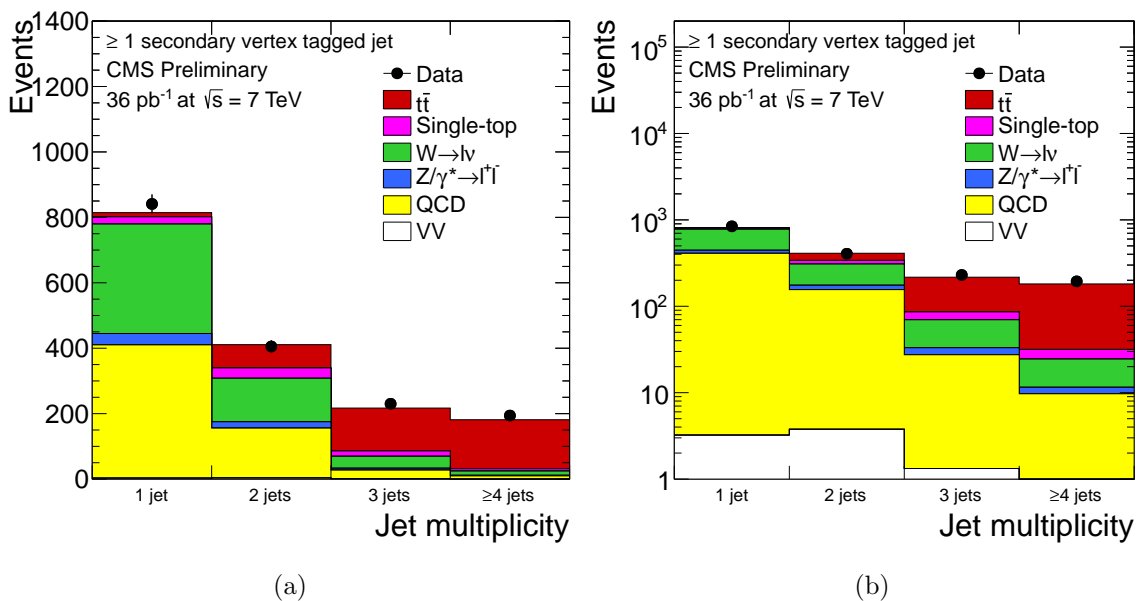 Events
1400
1200
1000
800
600
400
200
0
≥ 1 secondary vertex tagged jet
CMS Preliminary
36 pb⁻¹ at √s = 7 TeV
Data
tt̄
Single-top
W→lν
Z/γ*→l⁺l⁻
QCD
VV
1 jet
2 jets
3 jets
≥4 jets
Jet multiplicity
(a)
Events
10⁵
10⁴
10³
10²
10
1
≥ 1 secondary vertex tagged jet
CMS Preliminary
36 pb⁻¹ at √s = 7 TeV
Data
tt̄
Single-top
W→lν
Z/γ*→l⁺l⁻
QCD
VV
1 jet
2 jets
3 jets
≥4 jets
Jet multiplicity
(b)